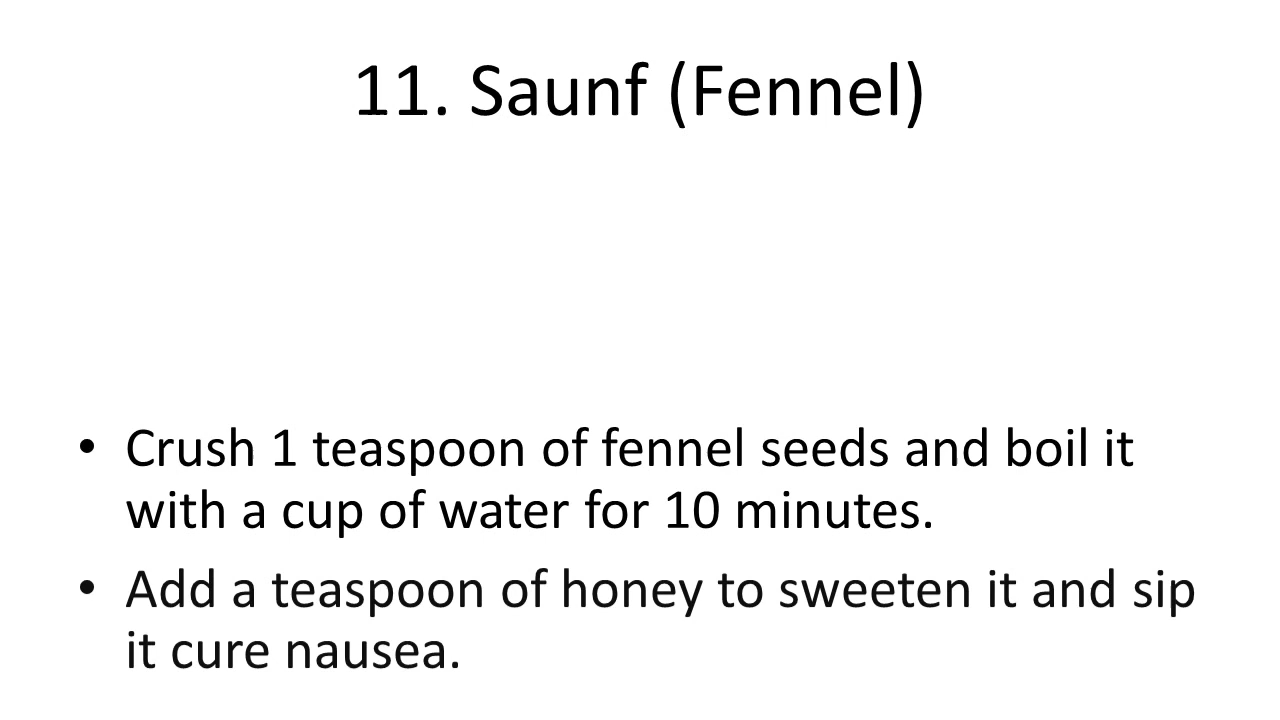 11. Saunf (Fennel)
• Crush 1 teaspoon of fennel seeds and boil it
with a cup of water for 10 minutes.
• Add a teaspoon of honey to sweeten it and sip
it cure nausea.